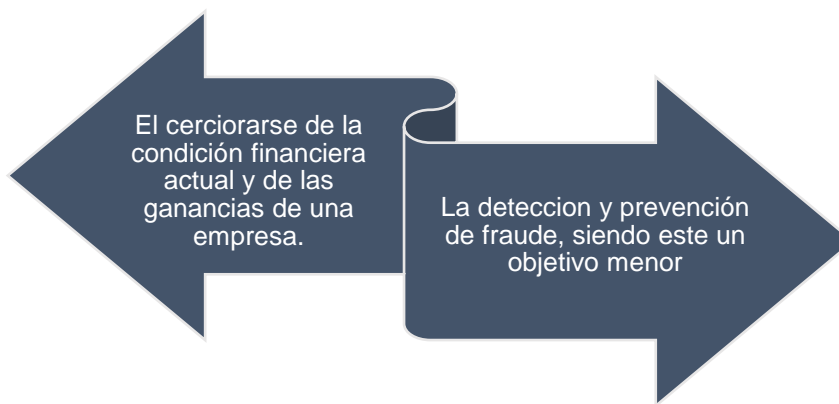 El cerciorarse de la
condición financiera
actual y de las
ganancias de una
empresa.
La deteccion y prevención
de fraude, siendo este un
objetivo menor